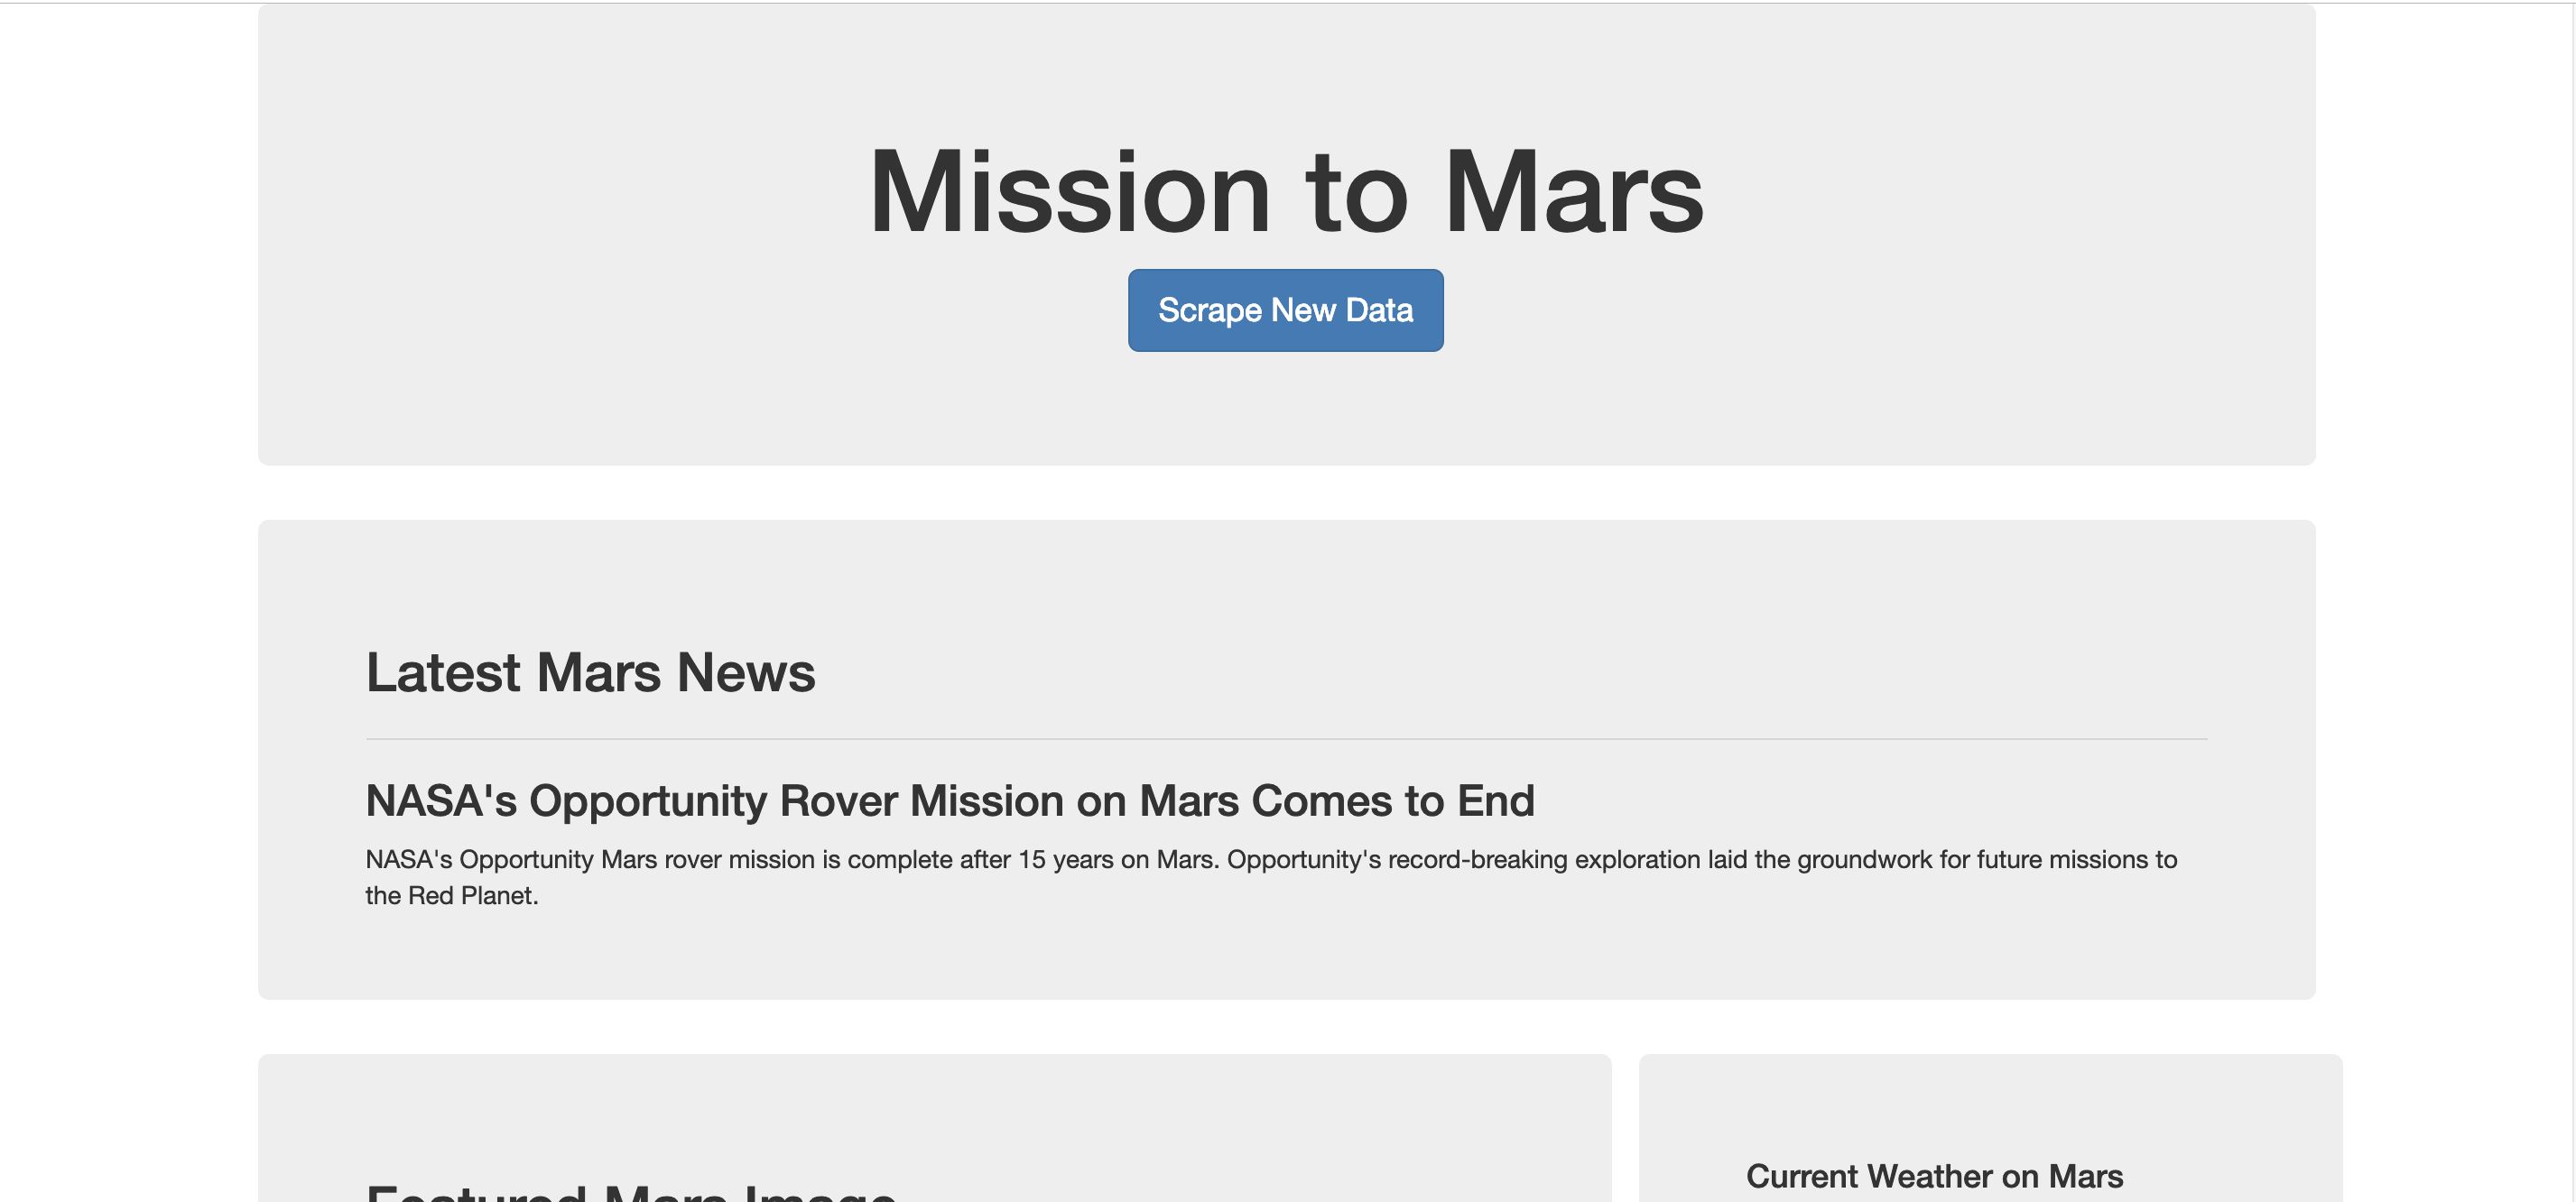 Mission to Mars
Scrape New Data
Latest Mars News
NASA's Opportunity Rover Mission on Mars Comes to End
NASA's Opportunity Mars rover mission is complete after 15 years on Mars. Opportunity's record-breaking exploration laid the groundwork for future missions to
the Red Planet.
Featured Mars Image
Current Weather on Mars